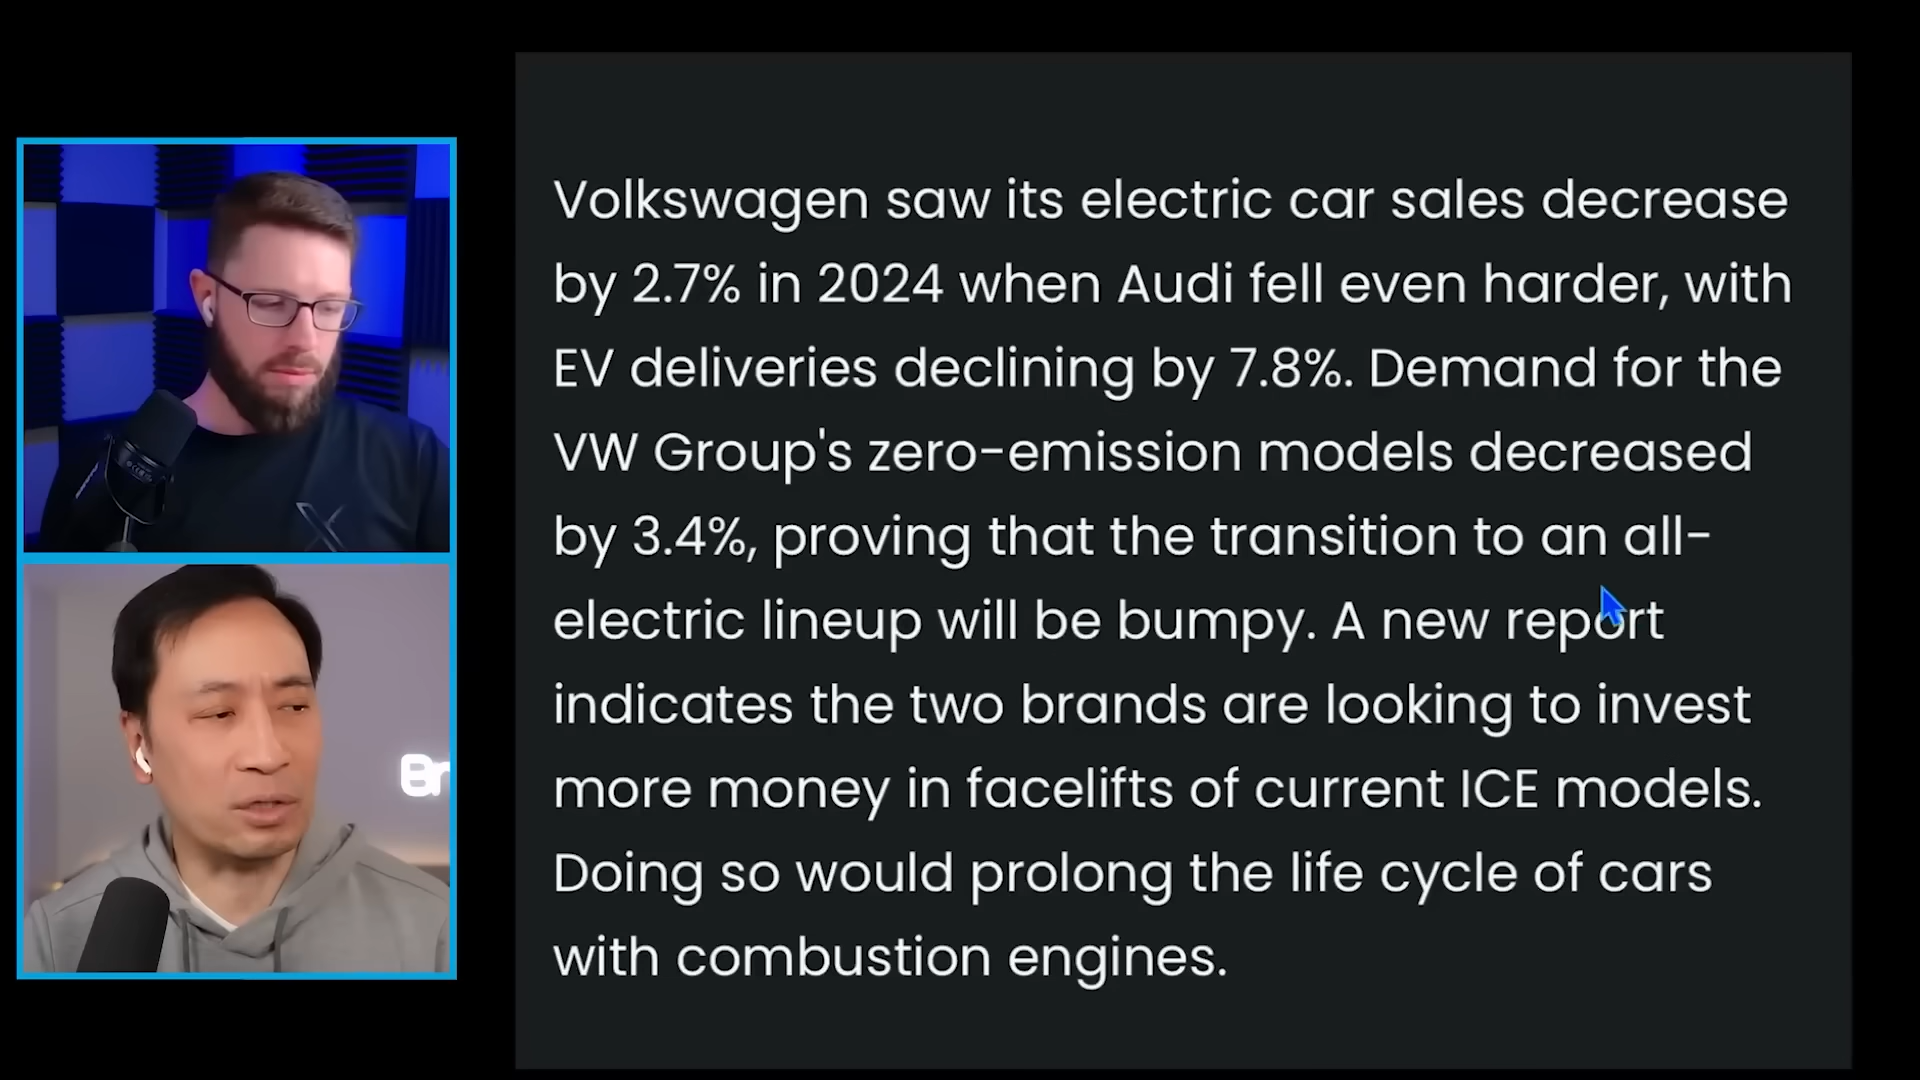 Volkswagen saw its electric car sales decrease
by 2.7% in 2024 when Audi fell even harder, with
EV deliveries declining by 7.8%. Demand for the
VW Group's zero-emission models decreased
by 3.4%, proving that the transition to an all-
electric lineup will be bumpy. A new report
indicates the two brands are looking to invest
more money in facelifts of current ICE models.
Doing so would prolong the life cycle of cars
with combustion engines.
Br